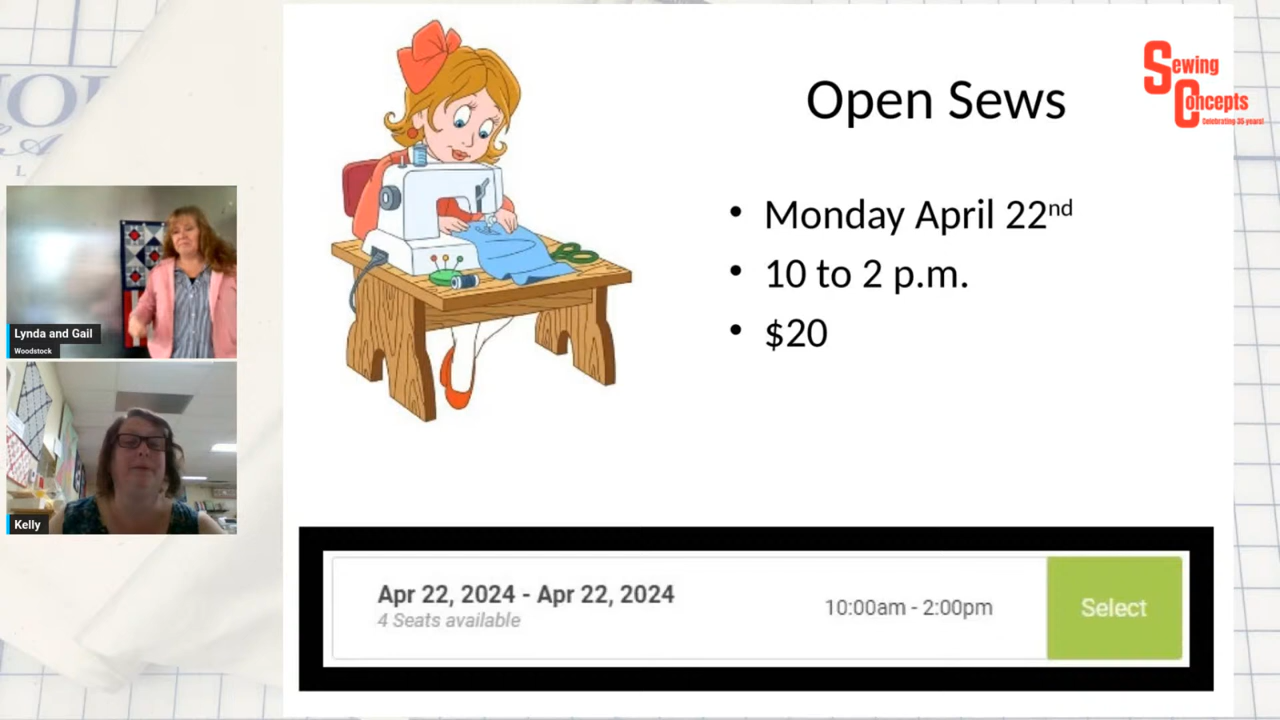 Open Sews
Sewing
Concepts
Celebrating 35 years!
• Monday April 22nd
• 10 to 2 p.m.
• $20
Lynda and Gail
Woodstock
Kelly
Apr 22, 2024 - Apr 22, 2024
4 Seats available
10:00am - 2:00pm
Select